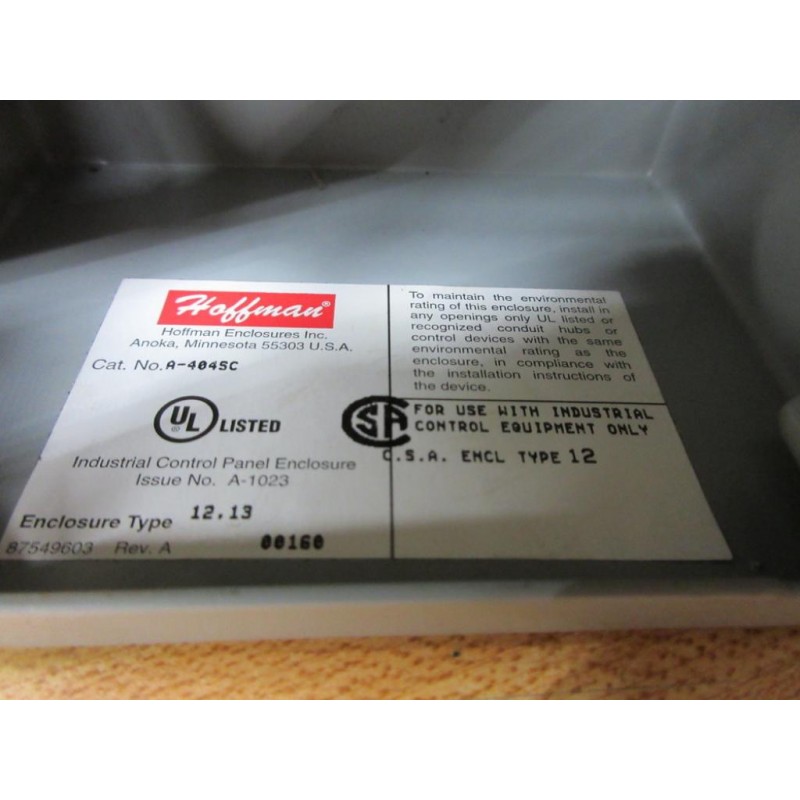 Hoffman®
Hoffman Enclosures Inc.
Anoka, Minnesota 55303 U.S.A.
Cat. No. A-404SC
UL® LISTED
Industrial Control Panel Enclosure
Issue No. A-1023
Enclosure Type 12,13
87549603 Rev. A 00160
To maintain the environmental
rating of this enclosure, install in
any openings only UL listed or
recognized conduit hubs or
control devices with the same
environmental rating as the
enclosure, in compliance with
the installation instructions of
the device.
CSA FOR USE WITH INDUSTRIAL
CONTROL EQUIPMENT ONLY
C.S.A. ENCL TYPE 12